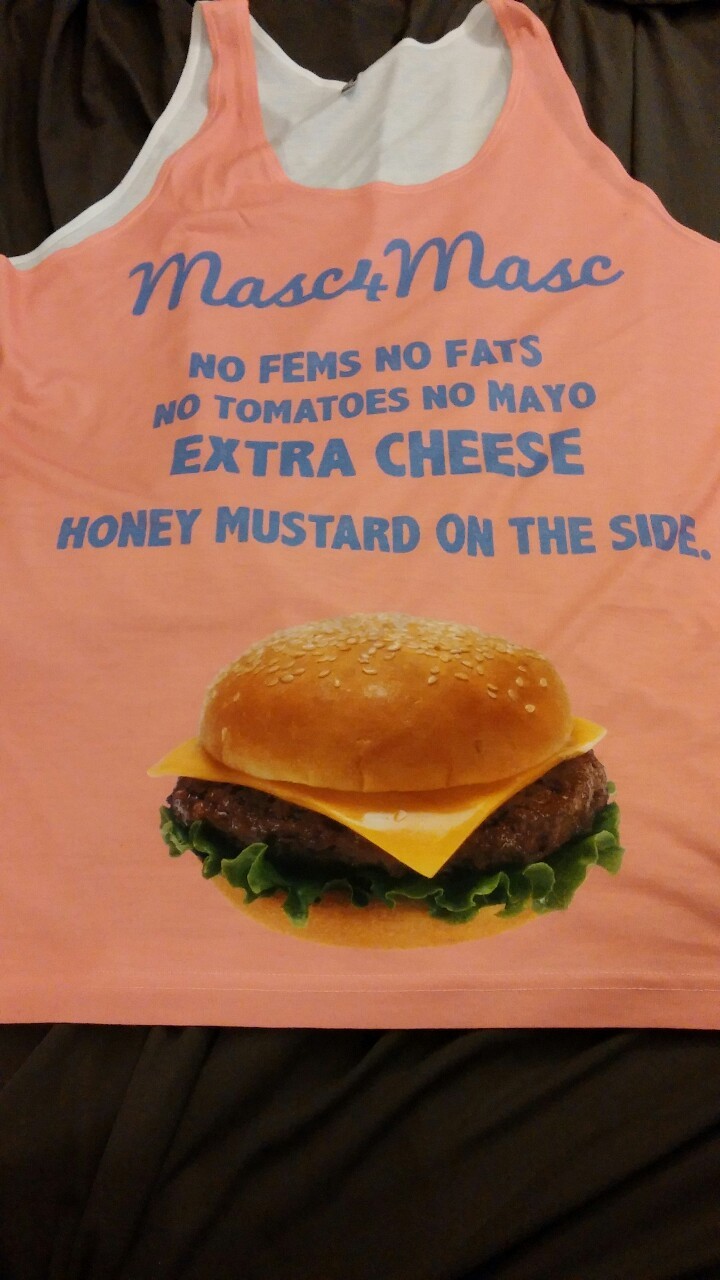 Masc4Masc
NO FEMS NO FATS
NO TOMATOES NO MAYO
EXTRA CHEESE
HONEY MUSTARD ON THE SIDE.